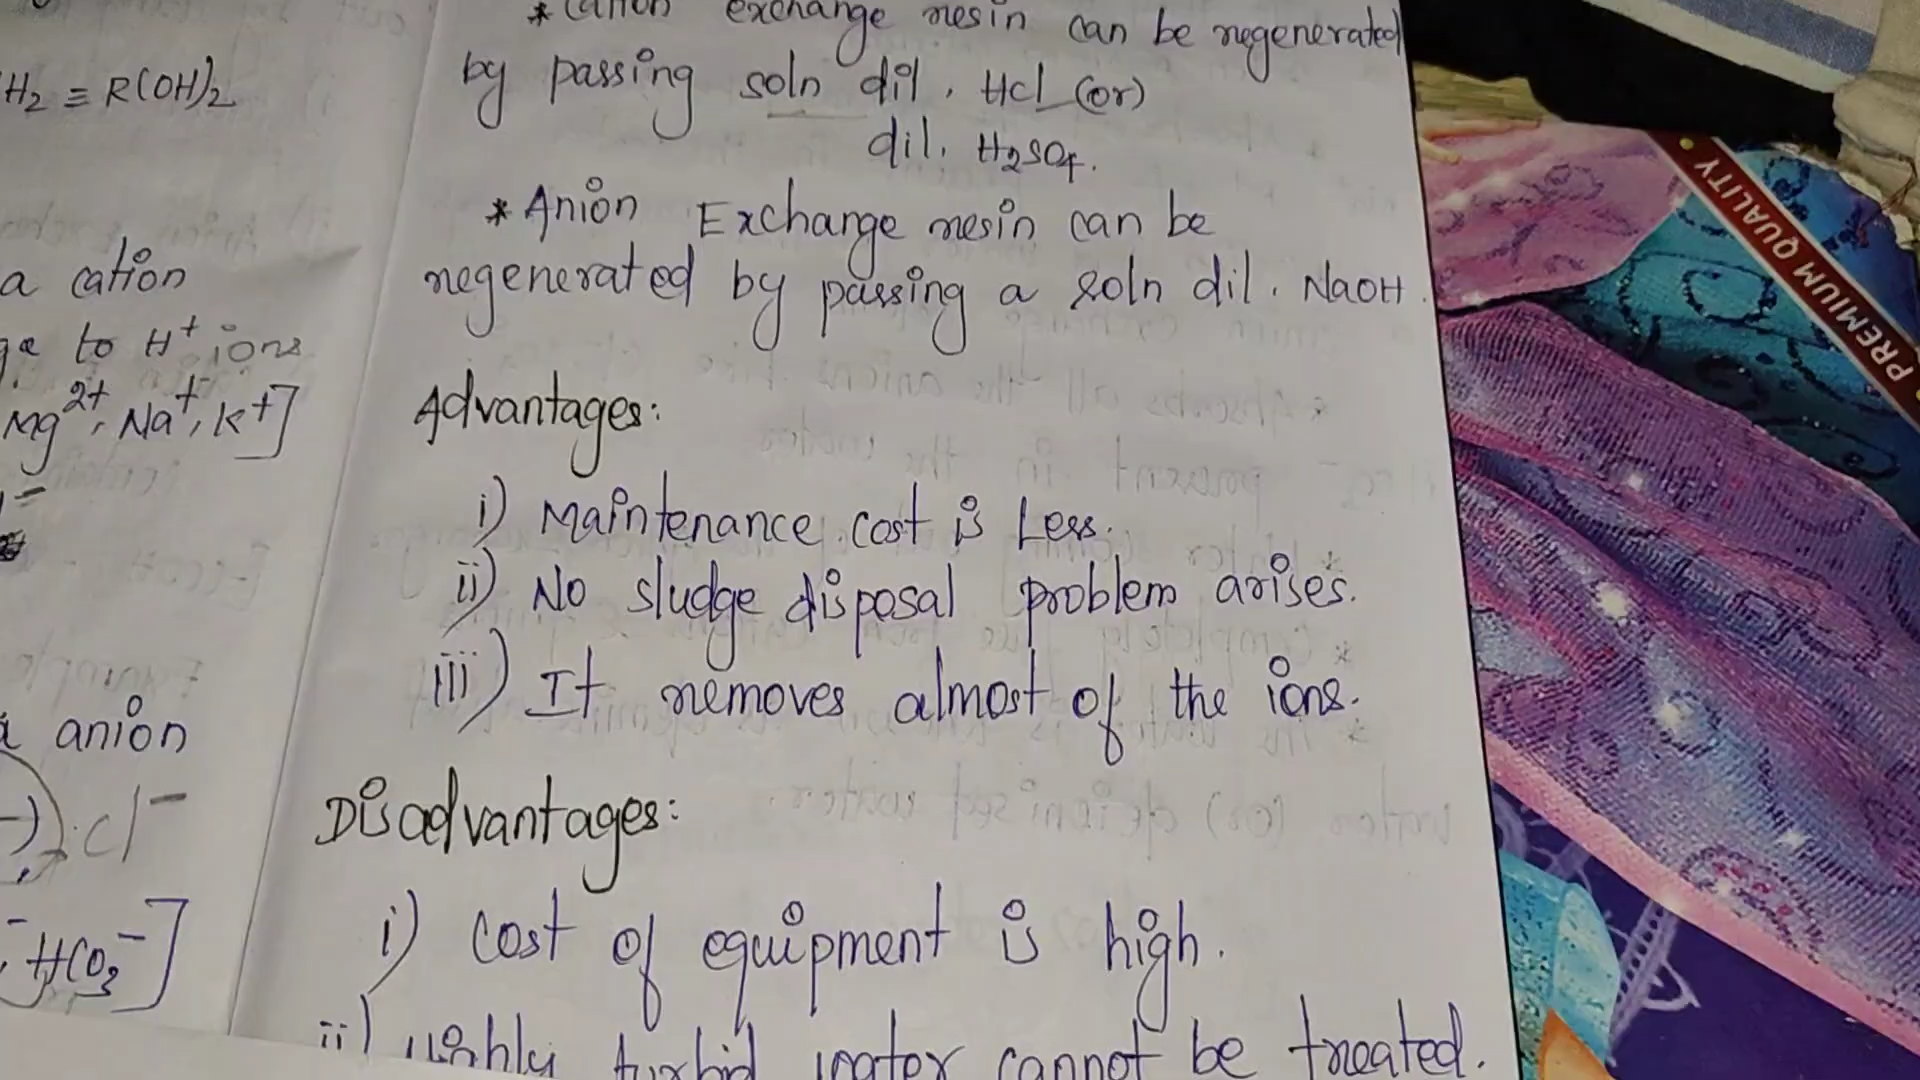 H₂ ≡ R(OH)₂
a cation
ge to H⁺ ions
Mg²⁺, Na⁺, K⁺]
a anion
Cl⁻
HCO₃⁻]
* Cation exchange resin can be regenerated
by passing soln dil. HCl (or)
dil. H₂SO₄.
* Anion Exchange resin can be
regenerated by passing a soln dil. NaOH.
Advantages:
i) Maintenance cost is Less.
ii) No sludge disposal problem arises.
iii) It removes almost of the ions.
Disadvantages:
i) cost of equipment is high.
ii) Highly turbid water cannot be treated.
PREMIUM QUALITY